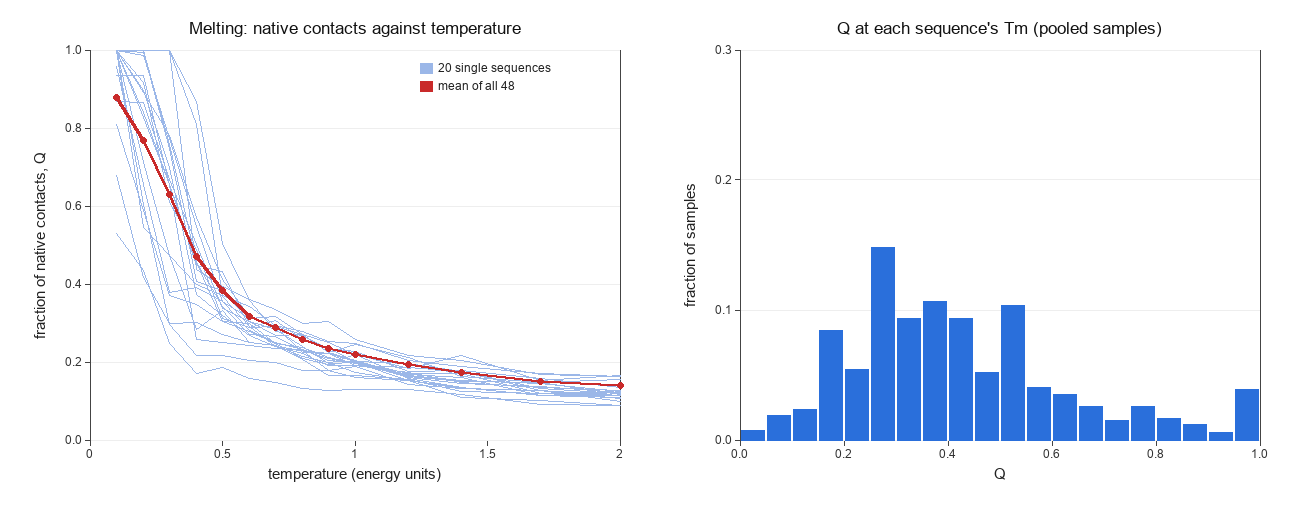 Melting: native contacts against temperature
20 single sequences
mean of all 48
1.0
0.8
0.6
0.4
0.2
0.0
fraction of native contacts, Q
0
0.5
1
1.5
2
temperature (energy units)
Q at each sequence's Tm (pooled samples)
0.3
0.2
0.1
0.0
fraction of samples
0.0
0.2
0.4
0.6
0.8
1.0
Q